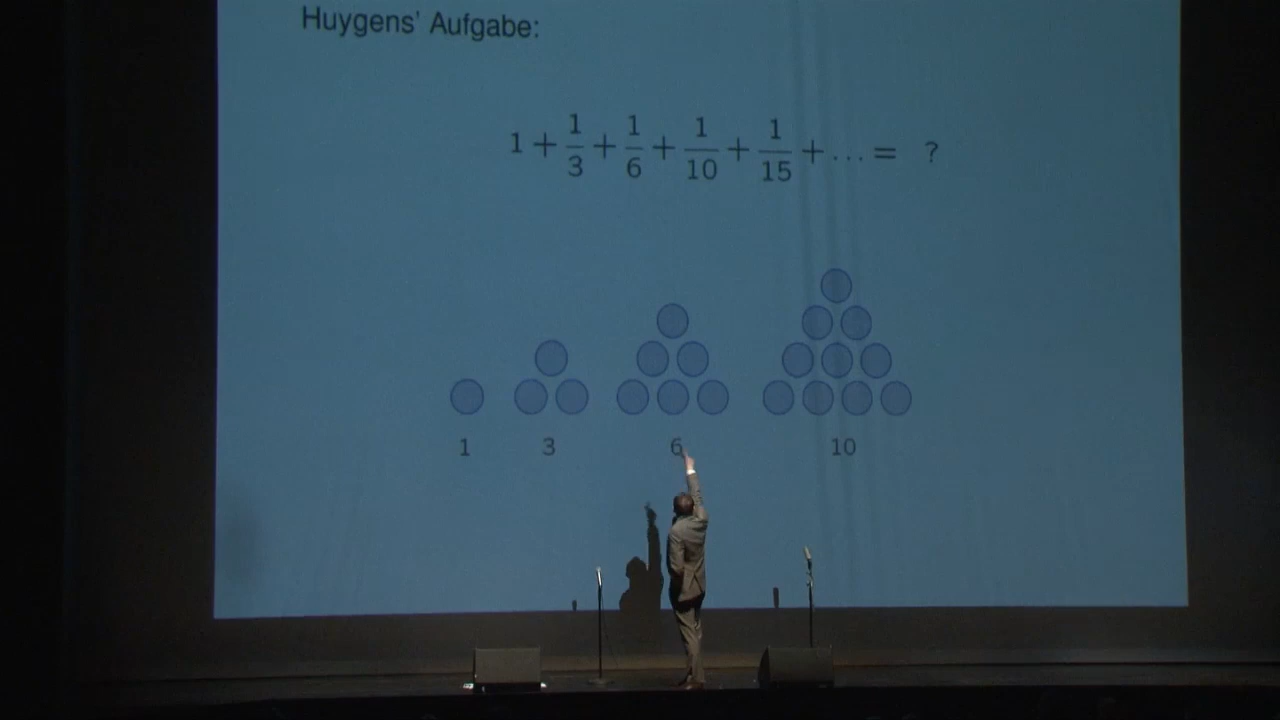 Huygens' Aufgabe:
1 + 1/3 + 1/6 + 1/10 + 1/15 + ... = ?
1 3 6 10